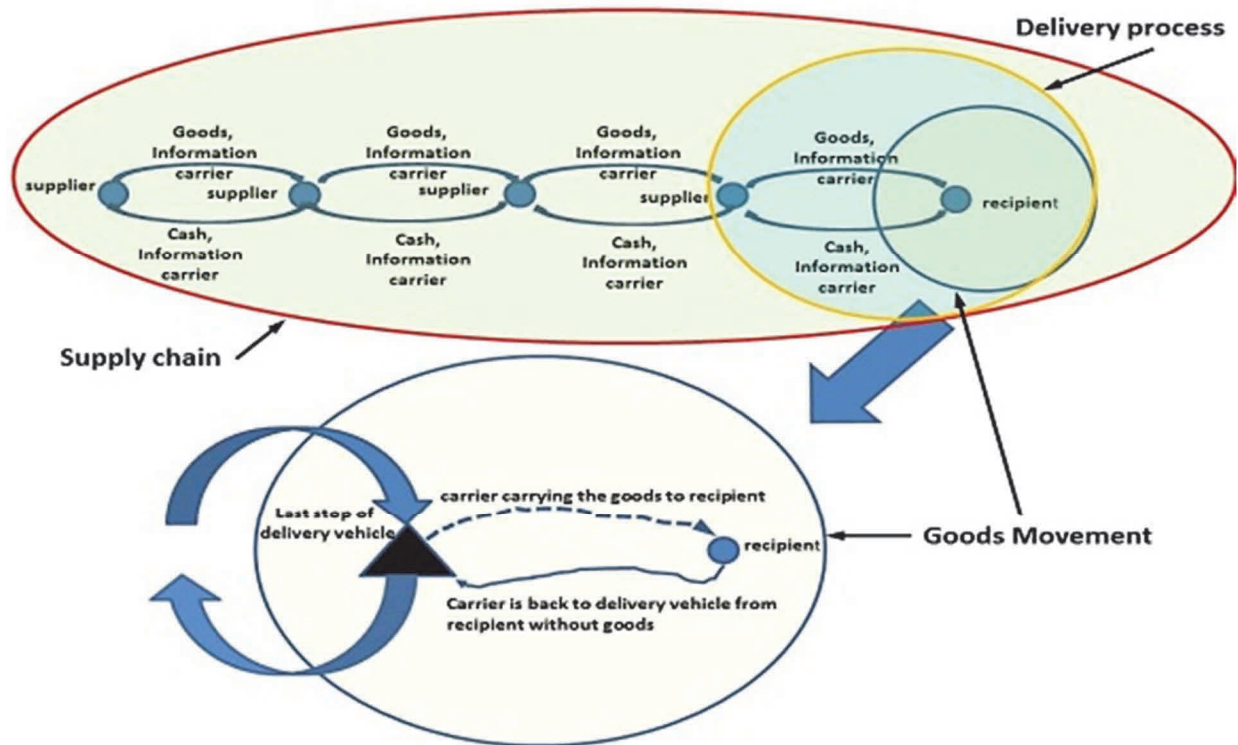 Delivery process
Goods,
Information
carrier
Goods,
Information
carrier
Goods,
Information
carrier
Goods,
Information
carrier
supplier
supplier
supplier
supplier
recipient
Cash,
Information
carrier
Cash,
Information
carrier
Cash,
Information
carrier
Cash,
Information
carrier
Supply chain
Last stop of
delivery vehicle
carrier carrying the goods to recipient
recipient
Goods Movement
Carrier is back to delivery vehicle from
recipient without goods